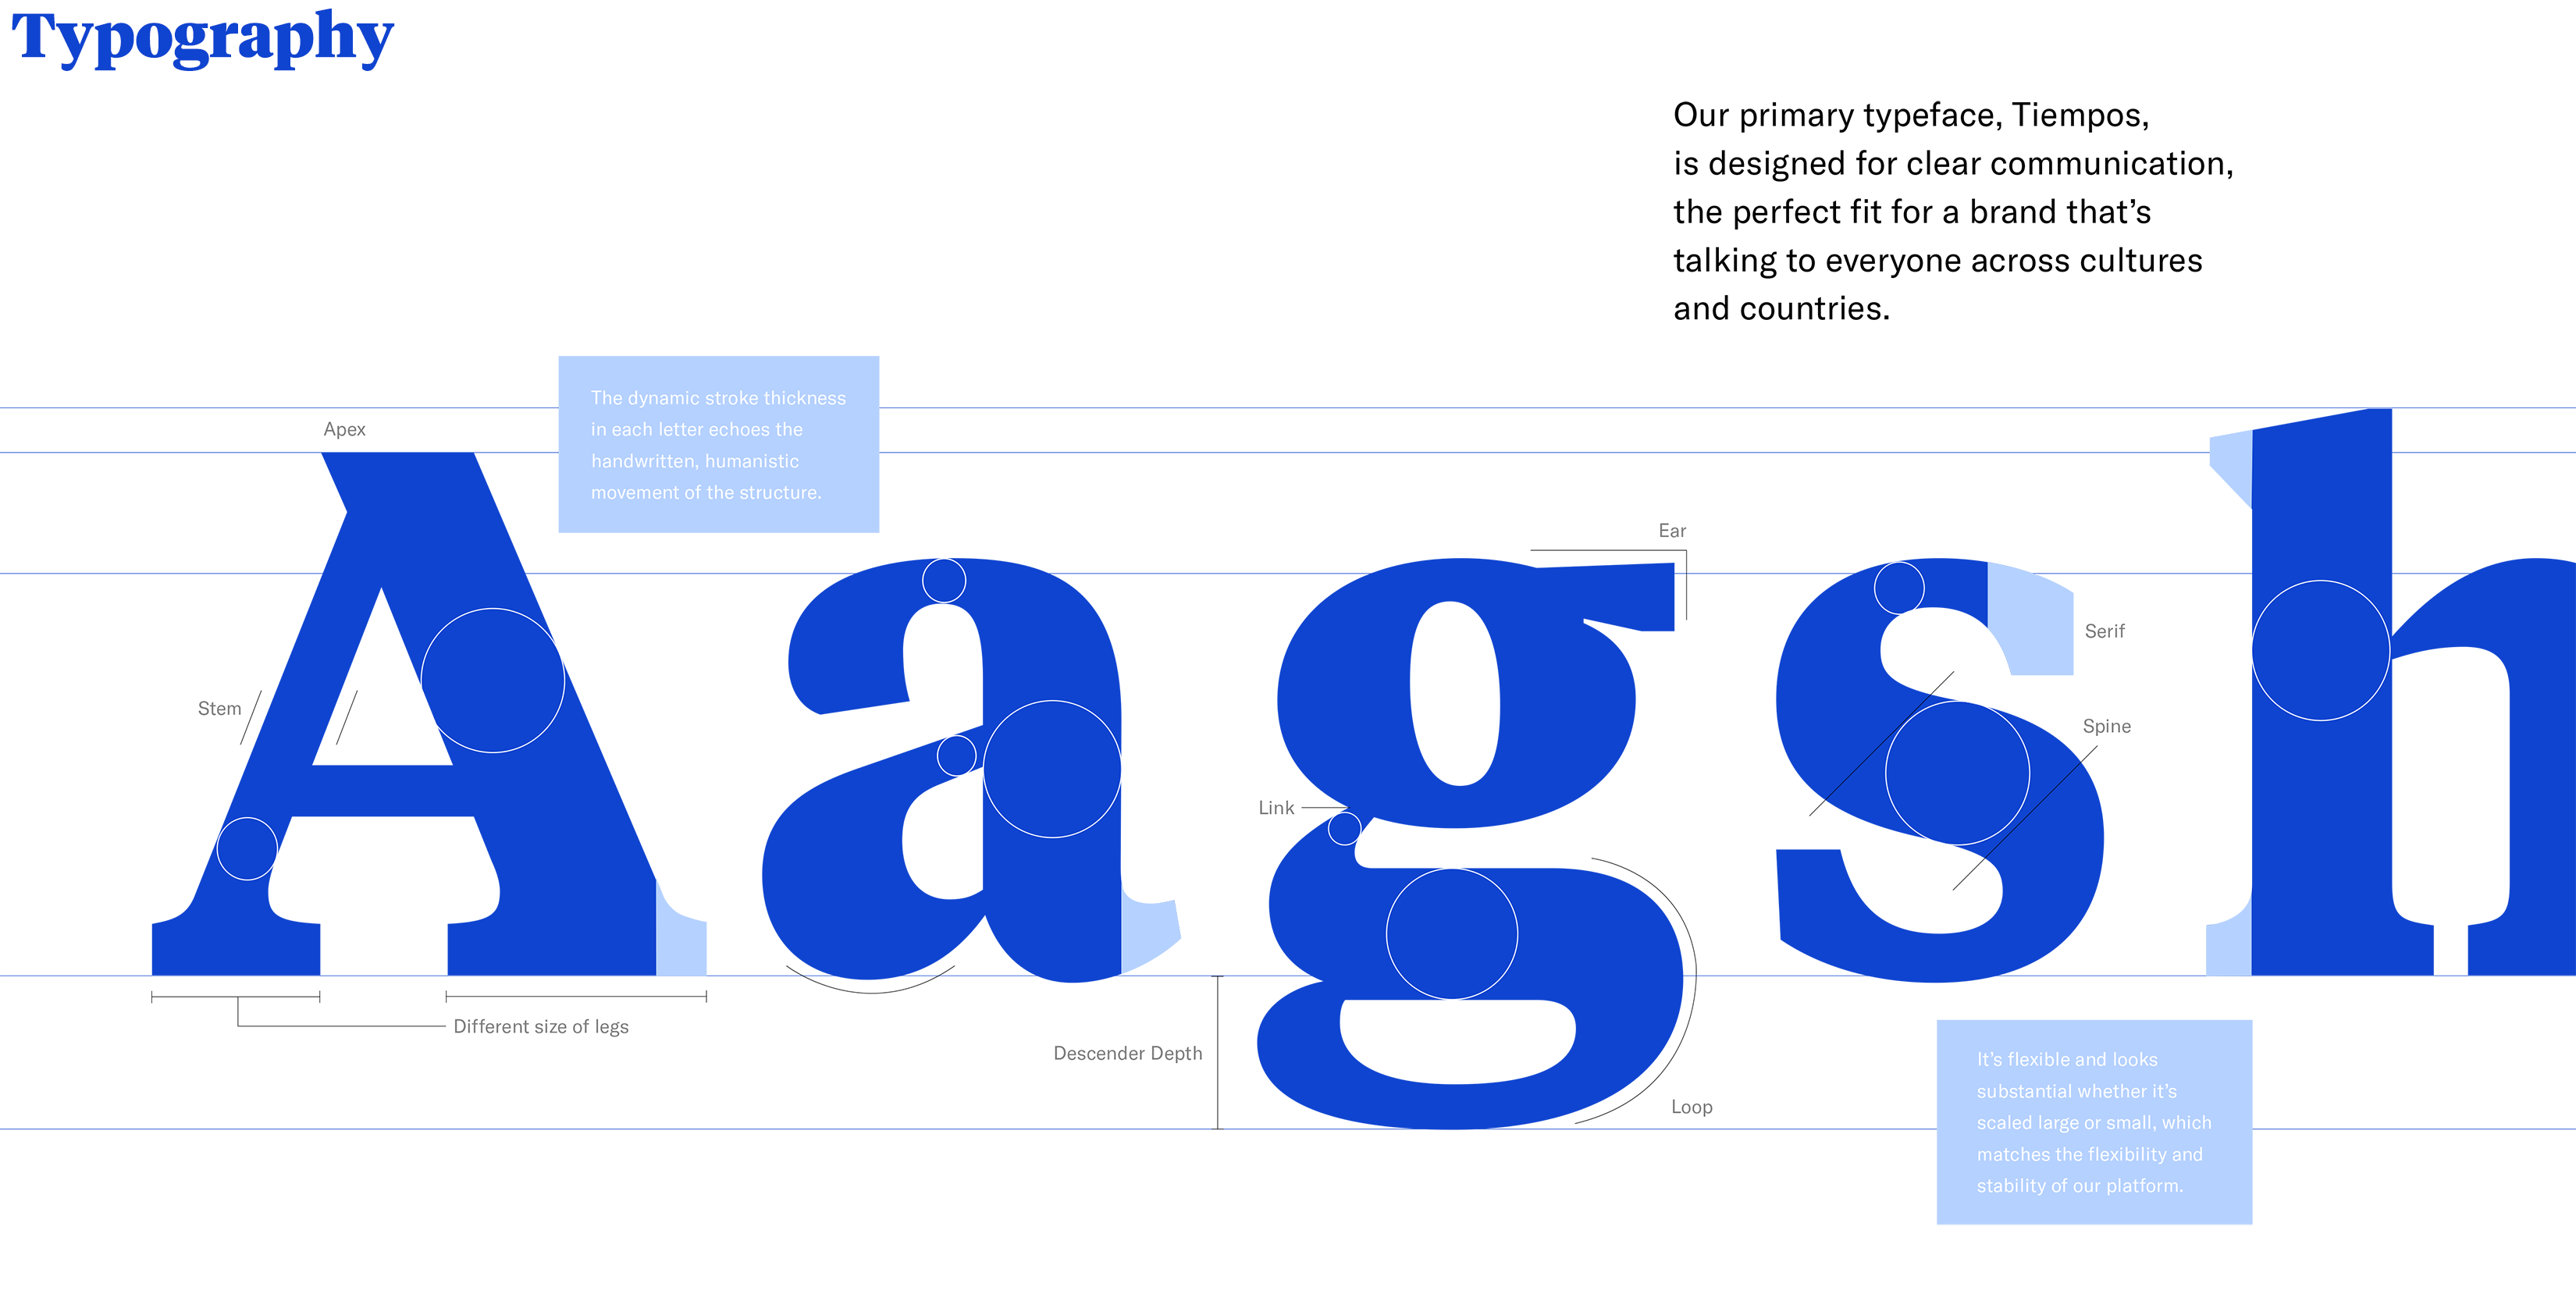 Typography
Our primary typeface, Tiempos,
is designed for clear communication,
the perfect fit for a brand that’s
talking to everyone across cultures
and countries.
The dynamic stroke thickness
in each letter echoes the
handwritten, humanistic
movement of the structure.
Apex
Ear
Serif
Stem
Spine
Link
Aagsh
Different size of legs
Descender Depth
Loop
It’s flexible and looks
substantial whether it’s
scaled large or small, which
matches the flexibility and
stability of our platform.